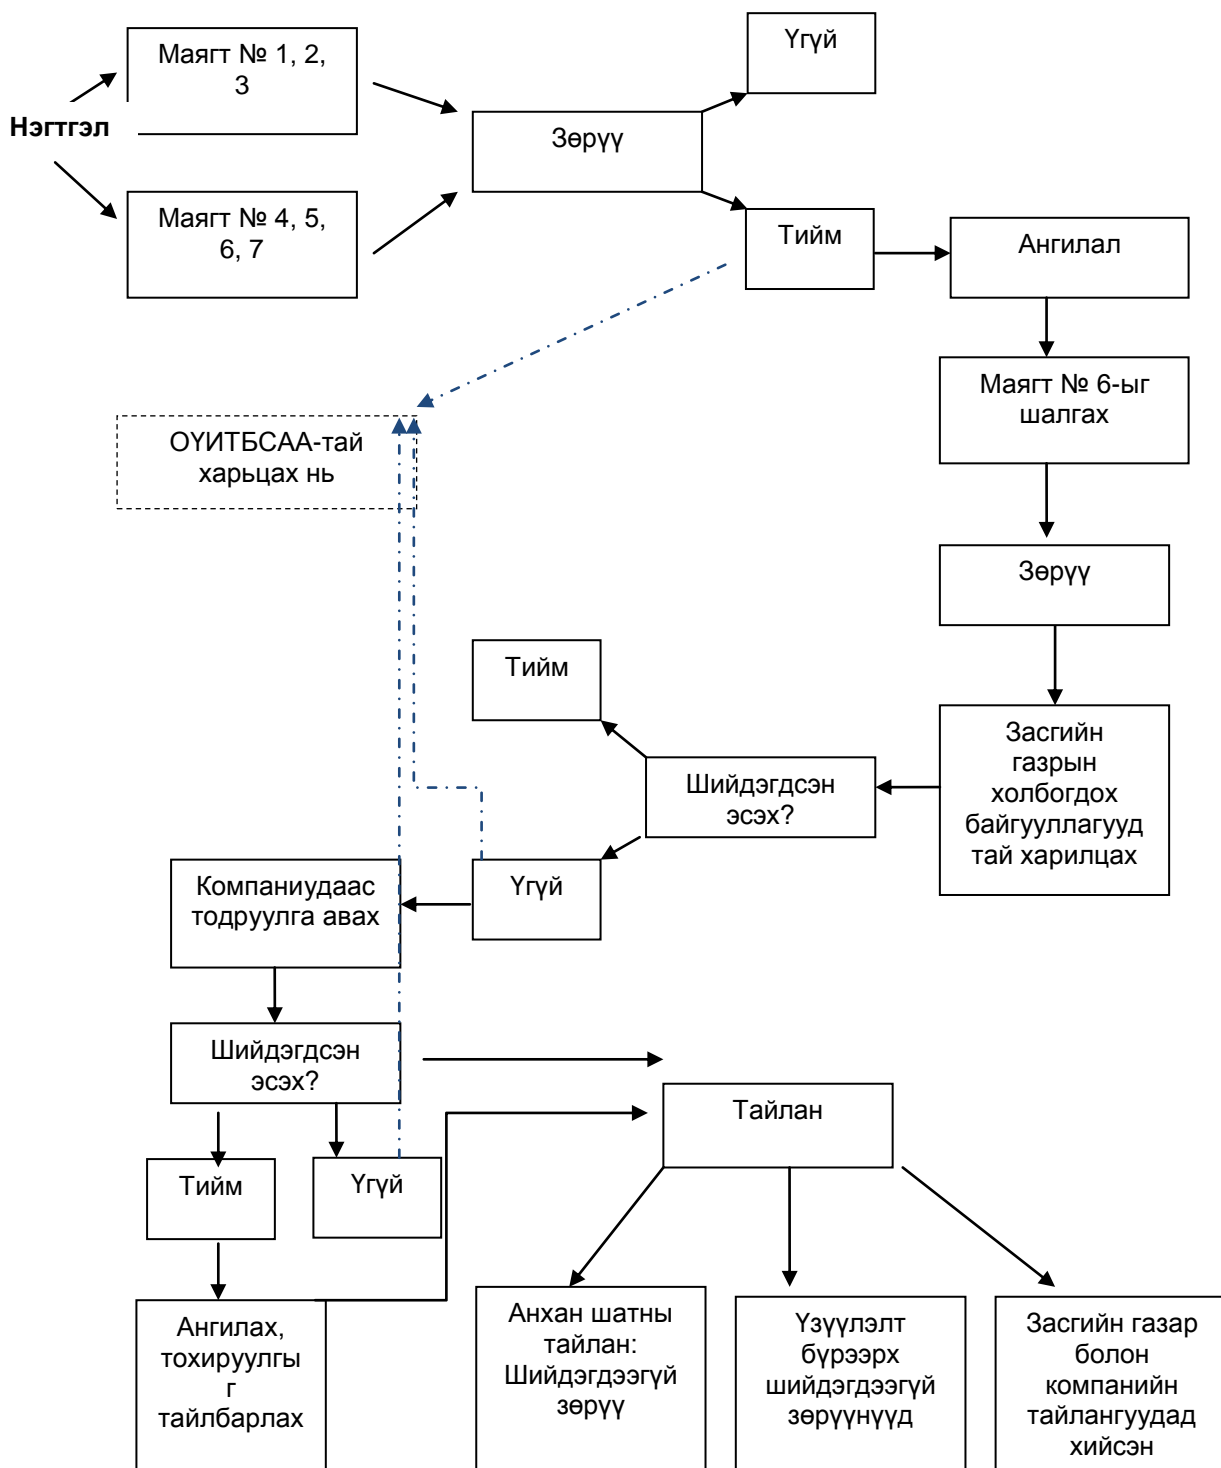 Үгүй
Маягт № 1, 2,
3
Нэгтгэл
Зөрүү
Маягт № 4, 5,
6, 7
Тийм
Ангилал
Маягт № 6-ыг
шалгах
ОҮИТБСАА-тай
харьцах нь
Зөрүү
Тийм
Засгийн
газрын
холбогдох
байгууллагууд
тай харилцах
Шийдэгдсэн
эсэх?
Үгүй
Компаниудаас
тодруулга авах
Шийдэгдсэн
эсэх?
Тайлан
Тийм
Үгүй
Ангилах,
тохируулгы
г
тайлбарлах
Анхан шатны
тайлан:
Шийдэгдээгүй
зөрүү
Үзүүлэлт
бүрээрх
шийдэгдээгүй
зөрүүнүүд
Засгийн газар
болон
компанийн
тайлангуудад
хийсэн